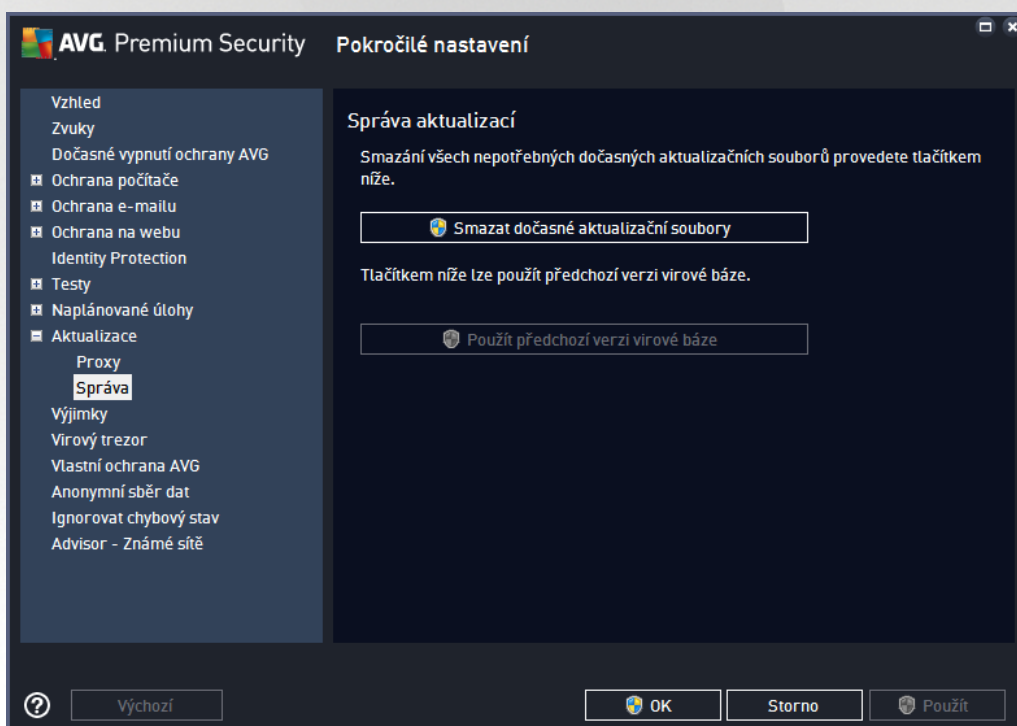 AVG. Premium Security
Pokročilé nastavení
Vzhled
Zvuky
Dočasné vypnutí ochrany AVG
Ochrana počítače
Ochrana e-mailu
Ochrana na webu
Identity Protection
Testy
Naplánované úlohy
Aktualizace
Proxy
Správa
Výjimky
Virový trezor
Vlastní ochrana AVG
Anonymní sběr dat
Ignorovat chybový stav
Advisor - Známé sítě
Správa aktualizací
Smazání všech nepotřebných dočasných aktualizačních souborů provedete tlačítkem
níže.
Smazat dočasné aktualizační soubory
Tlačítkem níže lze použít předchozí verzi virové báze.
Použít předchozí verzi virové báze
Výchozí
OK
Storno
Použít